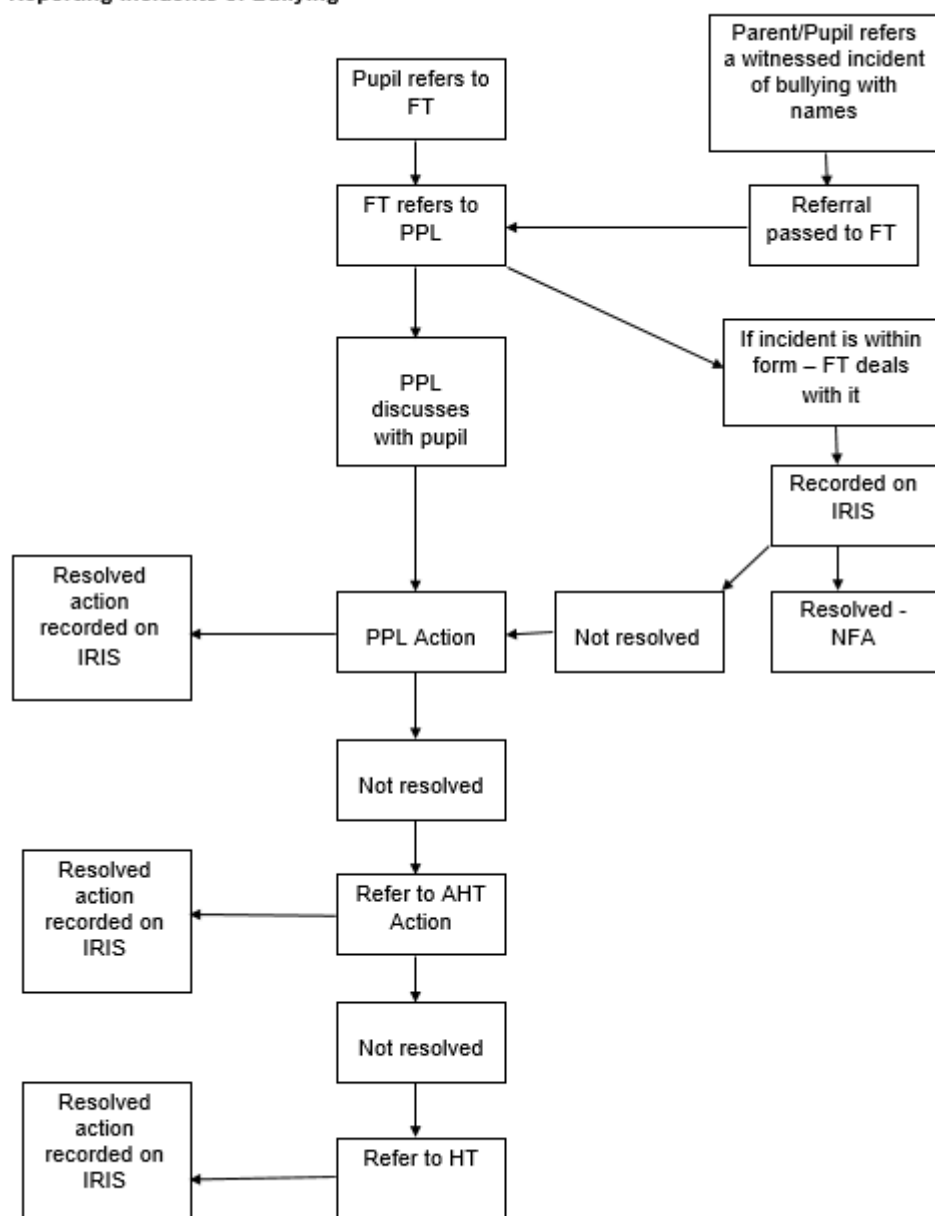 Reporting Incidents of Bullying
Parent/Pupil refers
a witnessed incident
of bullying with
names
Pupil refers to
FT
FT refers to
PPL
Referral
passed to FT
If incident is within
form – FT deals
with it
PPL
discusses
with pupil
Recorded on
IRIS
Resolved
action
recorded on
IRIS
PPL Action
Not resolved
Resolved -
NFA
Not resolved
Resolved
action
recorded on
IRIS
Refer to AHT
Action
Not resolved
Resolved
action
recorded on
IRIS
Refer to HT